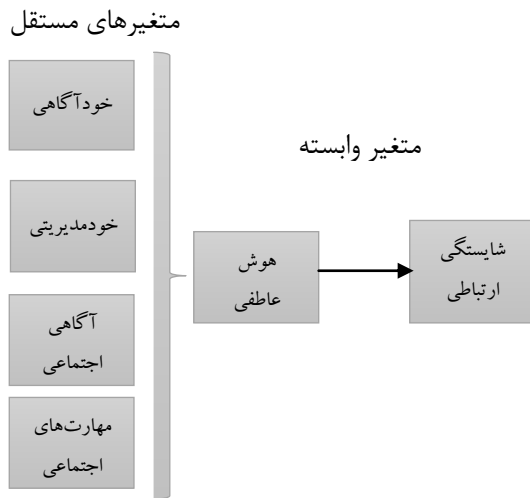 متغیرهای مستقل
خودآگاهی
متغیر وابسته
خودمدیریتی
هوش
عاطفی
شایستگی
ارتباطی
آگاهی
اجتماعی
مهارت‌های
اجتماعی